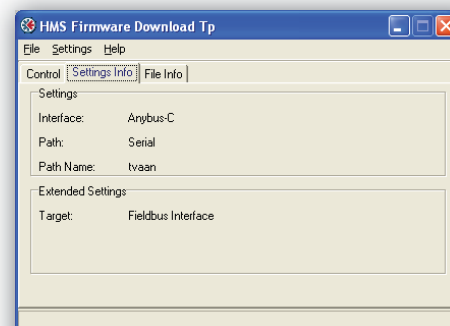 HMS Firmware Download Tp
File Settings Help
Control Settings Info File Info
Settings
Interface: Anybus-C
Path: Serial
Path Name: tvaan
Extended Settings
Target: Fieldbus Interface